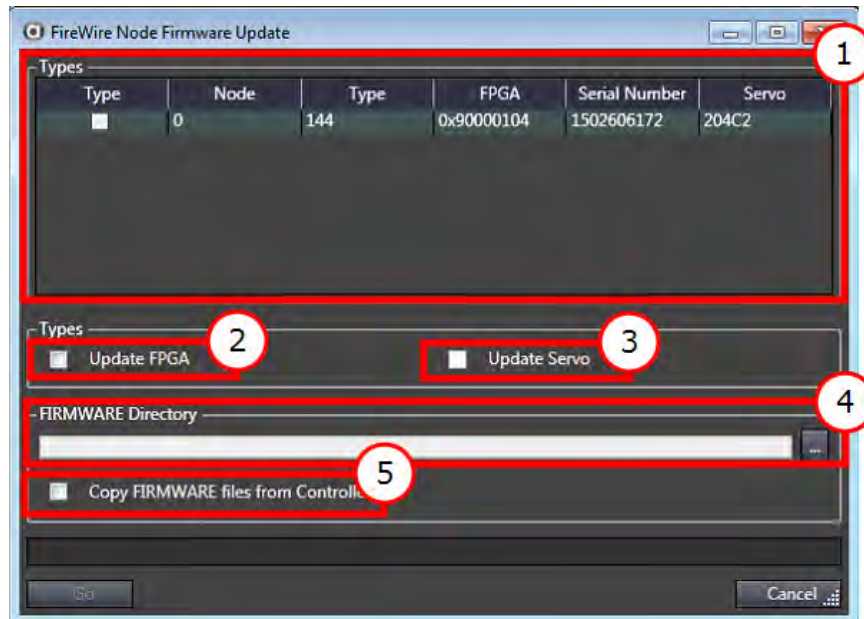 FireWire Node Firmware Update
1
Types
Type Node Type FPGA Serial Number Servo
0 144 0x90000104 1502606172 204C2
Types
2
3
Update FPGA Update Servo
4
FIRMWARE Directory
...
5
Copy FIRMWARE files from Controlle
Go Cancel